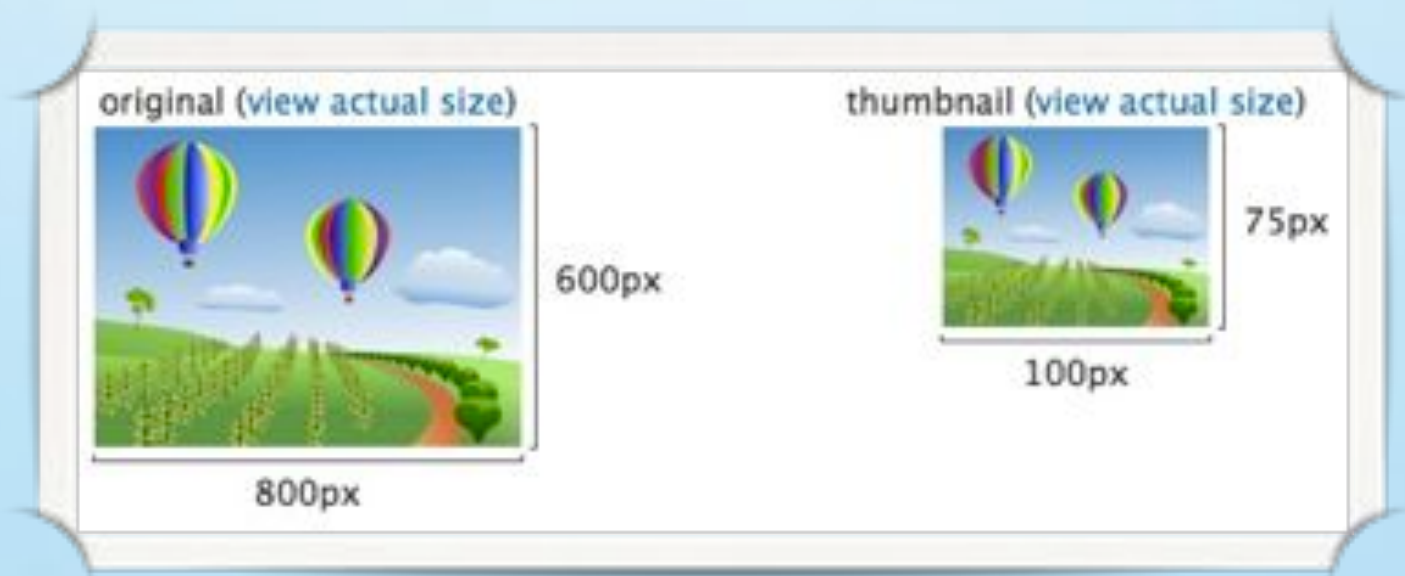 original (view actual size)
thumbnail (view actual size)
75px
600px
100px
800px